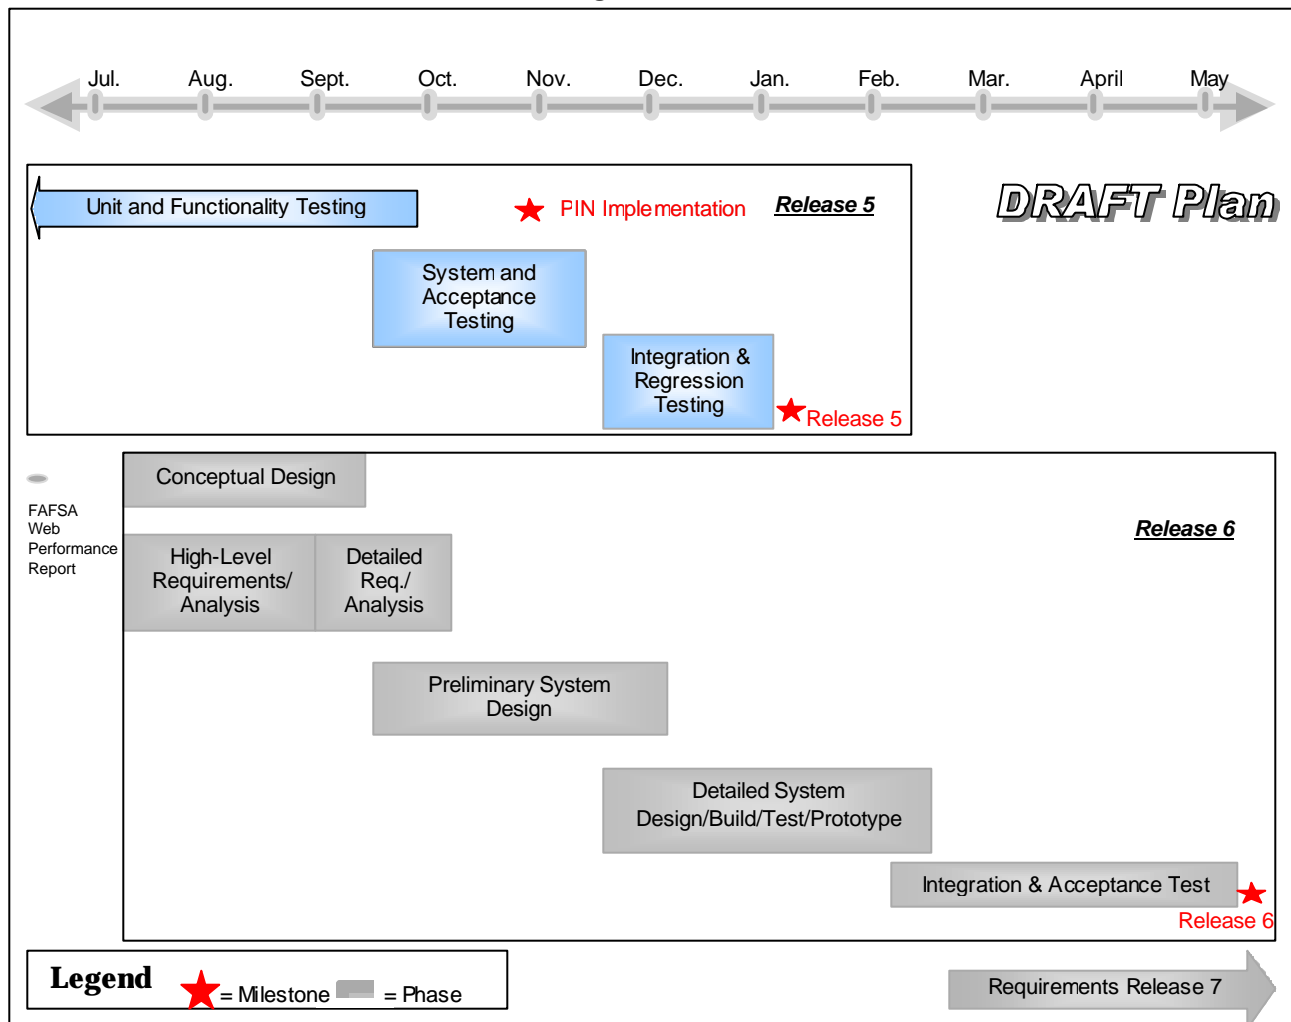 Jul. Aug. Sept. Oct. Nov. Dec. Jan. Feb. Mar. April May
Unit and Functionality Testing
PIN Implementation
Release 5
DRAFT Plan
System and
Acceptance
Testing
Integration &
Regression
Testing
Release 5
Conceptual Design
FAFSA
Web
Performance
Report
Release 6
High-Level
Requirements/
Analysis
Detailed
Req./
Analysis
Preliminary System
Design
Detailed System
Design/Build/Test/Prototype
Integration & Acceptance Test
Release 6
Legend
= Milestone
= Phase
Requirements Release 7